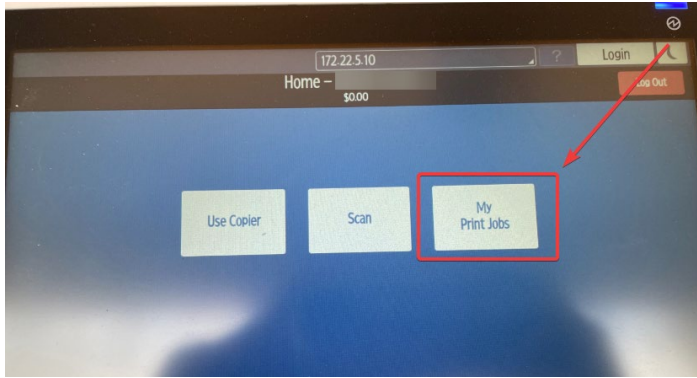 172.22.5.10
? Login
Home –
$0.00
Log Out
Use Copier
Scan
My
Print Jobs